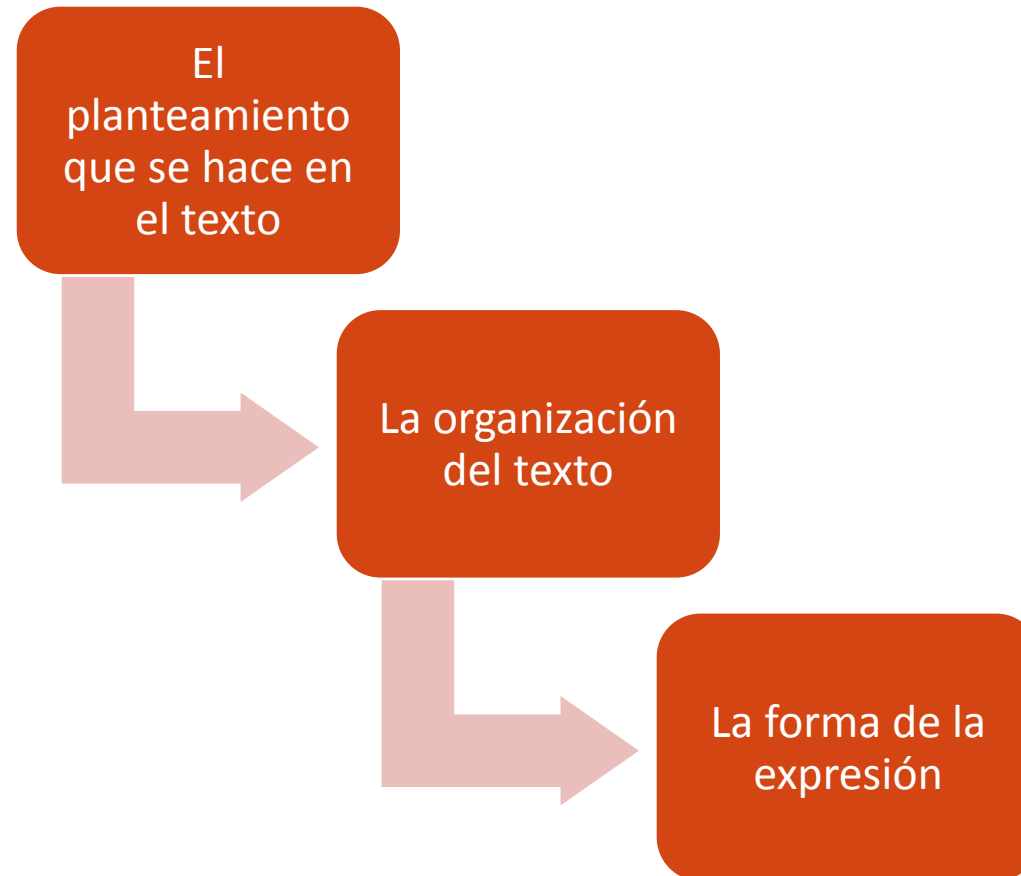 El
planteamiento
que se hace en
el texto
La organización
del texto
La forma de la
expresión